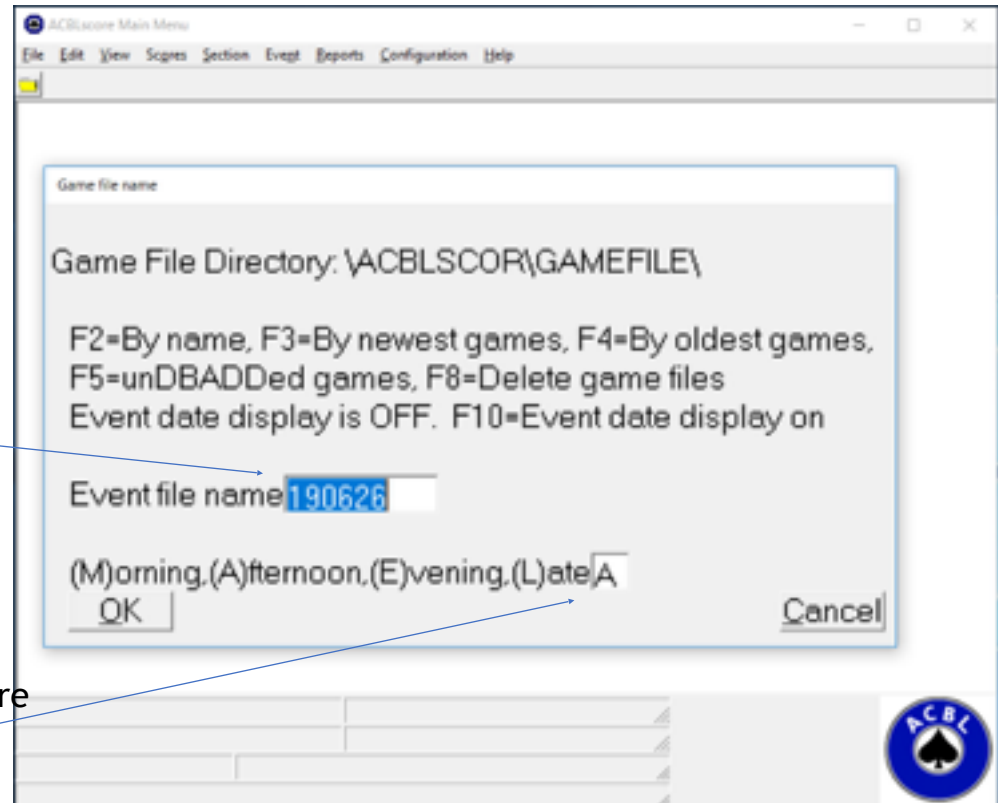 ACBLscore Main Menu
File Edit View Scores Section Event Reports Configuration Help
Game file name
Game File Directory: \ACBLSCOR\GAMEFILE\
F2=By name, F3=By newest games, F4=By oldest games,
F5=unDBADDed games, F8=Delete game files
Event date display is OFF. F10=Event date display on
Event file name 190626
(M)orning,(A)fternoon,(E)vening,(L)ate A
OK Cancel
re
ACBL